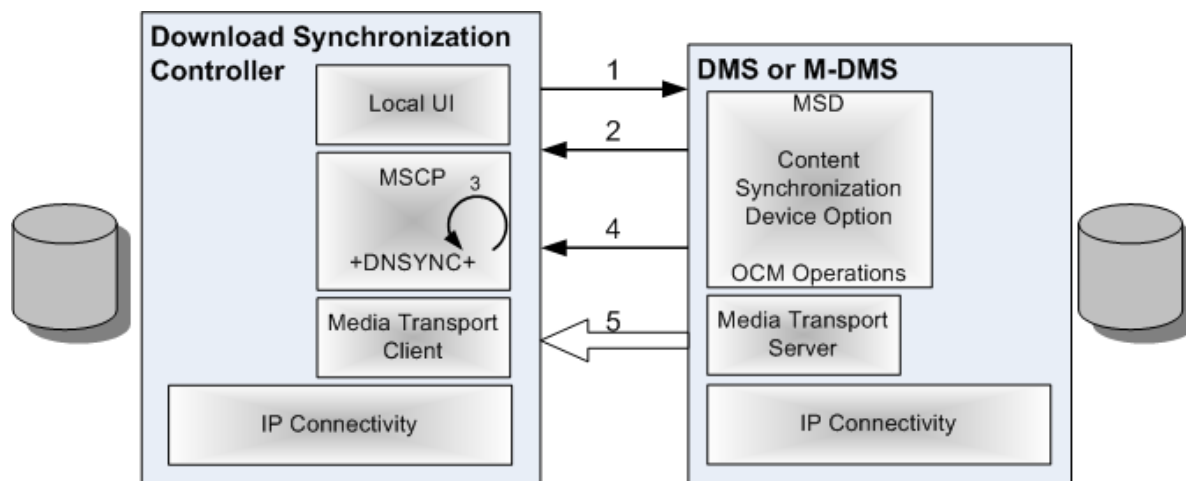 Download Synchronization
Controller
Local UI
MSCP
3
+DNSYNC+
Media Transport
Client
IP Connectivity
1
2
4
5
DMS or M-DMS
MSD
Content
Synchronization
Device Option
OCM Operations
Media Transport
Server
IP Connectivity